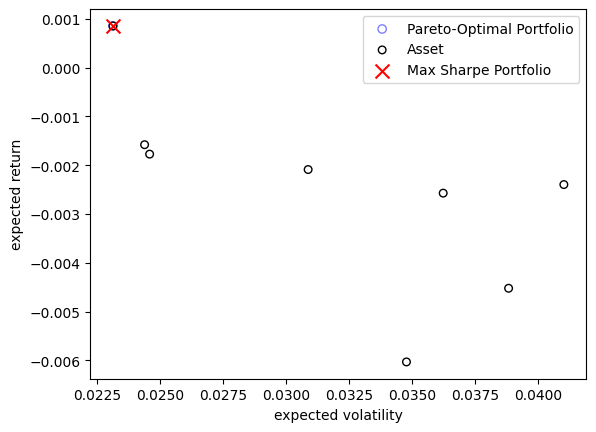 0.001
0.000
−0.001
−0.002
−0.003
−0.004
−0.005
−0.006
expected return
Pareto-Optimal Portfolio
Asset
Max Sharpe Portfolio
0.0225 0.0250 0.0275 0.0300 0.0325 0.0350 0.0375 0.0400
expected volatility